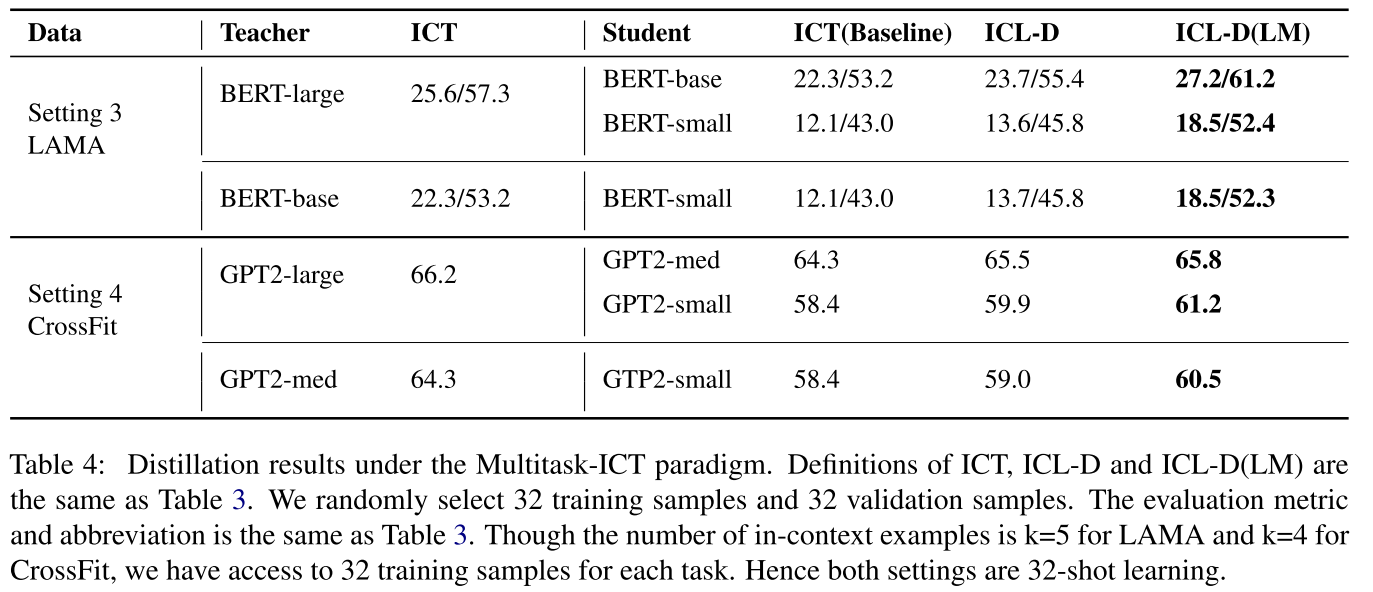 Data Teacher ICT Student ICT(Baseline) ICL-D ICL-D(LM)
Setting 3 LAMA BERT-large 25.6/57.3 BERT-base 22.3/53.2 23.7/55.4 27.2/61.2
BERT-small 12.1/43.0 13.6/45.8 18.5/52.4
BERT-base 22.3/53.2 BERT-small 12.1/43.0 13.7/45.8 18.5/52.3
Setting 4 CrossFit GPT2-large 66.2 GPT2-med 64.3 65.5 65.8
GPT2-small 58.4 59.9 61.2
GPT2-med 64.3 GTP2-small 58.4 59.0 60.5
Table 4: Distillation results under the Multitask-ICT paradigm. Definitions of ICT, ICL-D and ICL-D(LM) are
the same as Table 3. We randomly select 32 training samples and 32 validation samples. The evaluation metric
and abbreviation is the same as Table 3. Though the number of in-context examples is k=5 for LAMA and k=4 for
CrossFit, we have access to 32 training samples for each task. Hence both settings are 32-shot learning.